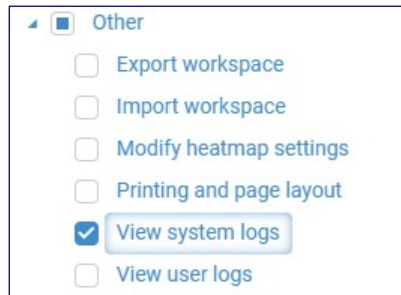 Other
Export workspace
Import workspace
Modify heatmap settings
Printing and page layout
View system logs
View user logs